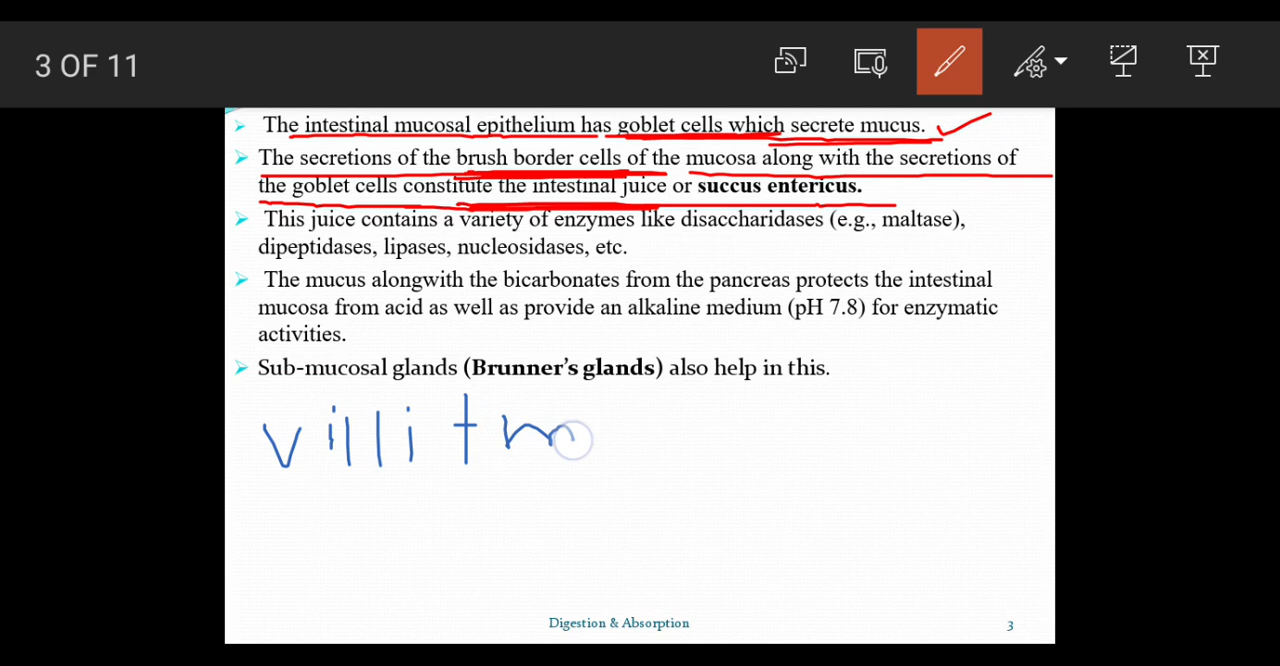 3 OF 11
The intestinal mucosal epithelium has goblet cells which secrete mucus.
The secretions of the brush border cells of the mucosa along with the secretions of
the goblet cells constitute the intestinal juice or succus entericus.
This juice contains a variety of enzymes like disaccharidases (e.g., maltase),
dipeptidases, lipases, nucleosidases, etc.
The mucus alongwith the bicarbonates from the pancreas protects the intestinal
mucosa from acid as well as provide an alkaline medium (pH 7.8) for enzymatic
activities.
Sub-mucosal glands (Brunner's glands) also help in this.
villi +
Digestion & Absorption 3